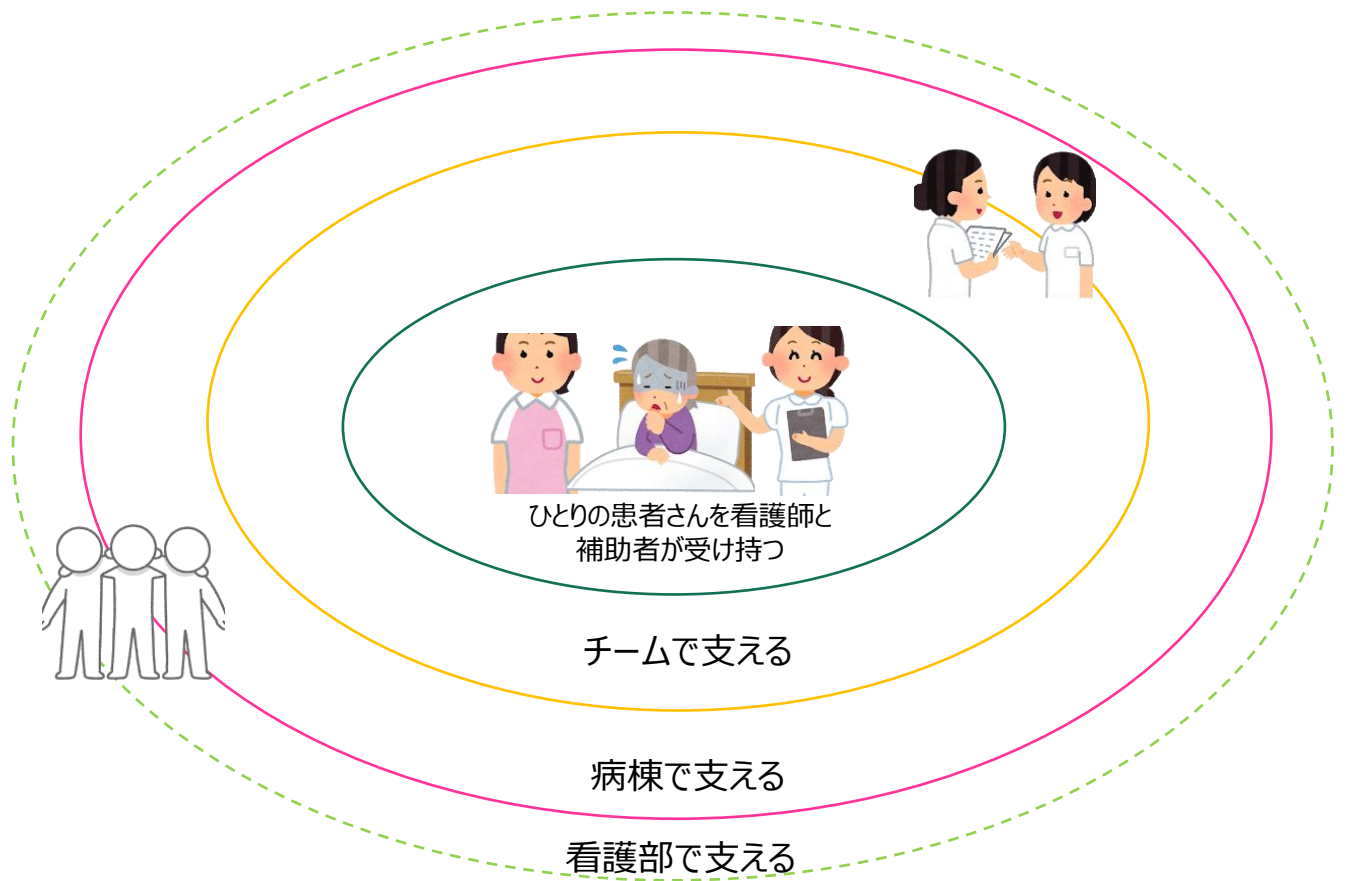 ひとりの患者さんを看護師と
補助者が受け持つ
チームで支える
病棟で支える
看護部で支える